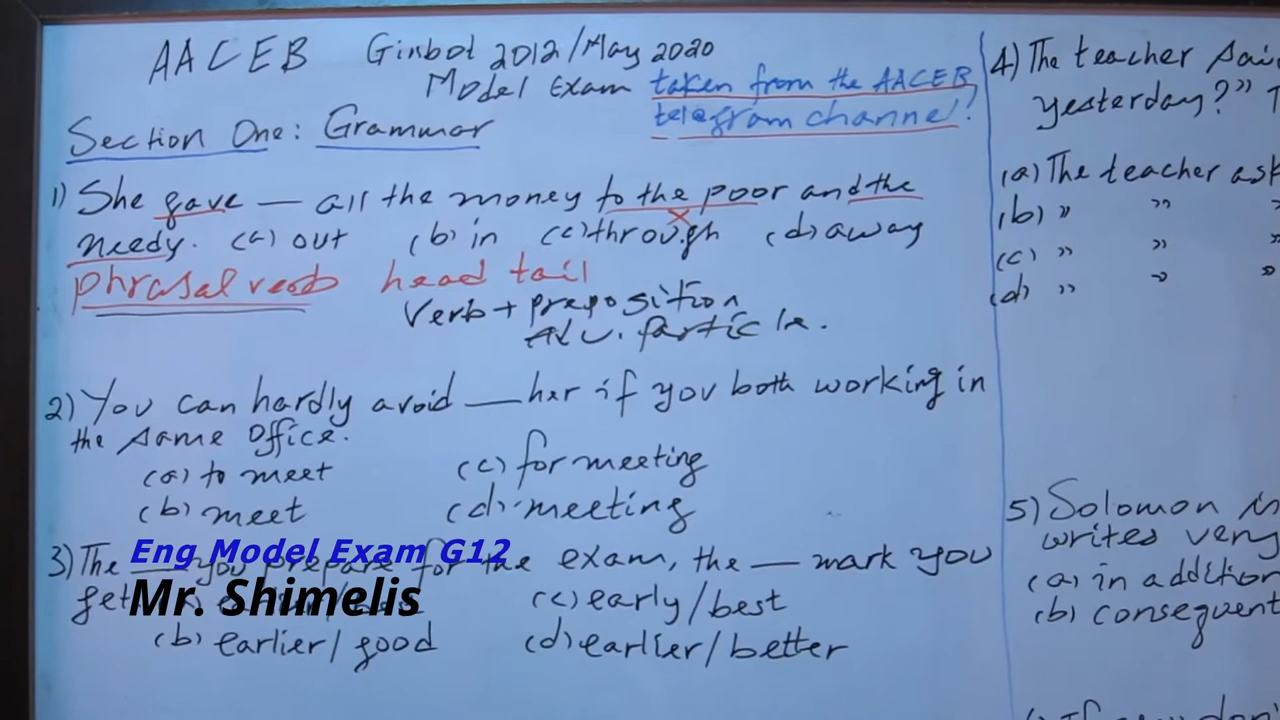 AACEB Ginbot 2012/May 2020
Model Exam taken from the AACEB
telegram channel!
Section One: Grammar
1) She gave — all the money to the poor and the
needy. (a) out (b) in (c) through (d) away
phrasal verb head tail
Verb + preposition
Adv. particle.
2) You can hardly avoid — her if you both working in
the same office.
(a) to meet (c) for meeting
(b) meet (d) meeting
3) The — you prepare for the exam, the — mark you
get
(c) early/best
(b) earlier/good (d) earlier/better
Eng Model Exam G12
Mr. Shimelis
4) The teacher
yesterday?" T
(a) The teacher ask
(b) " " "
(c) " " "
(d) " " "
5) Solomon
writes very
(a) in addition
(b) consequent